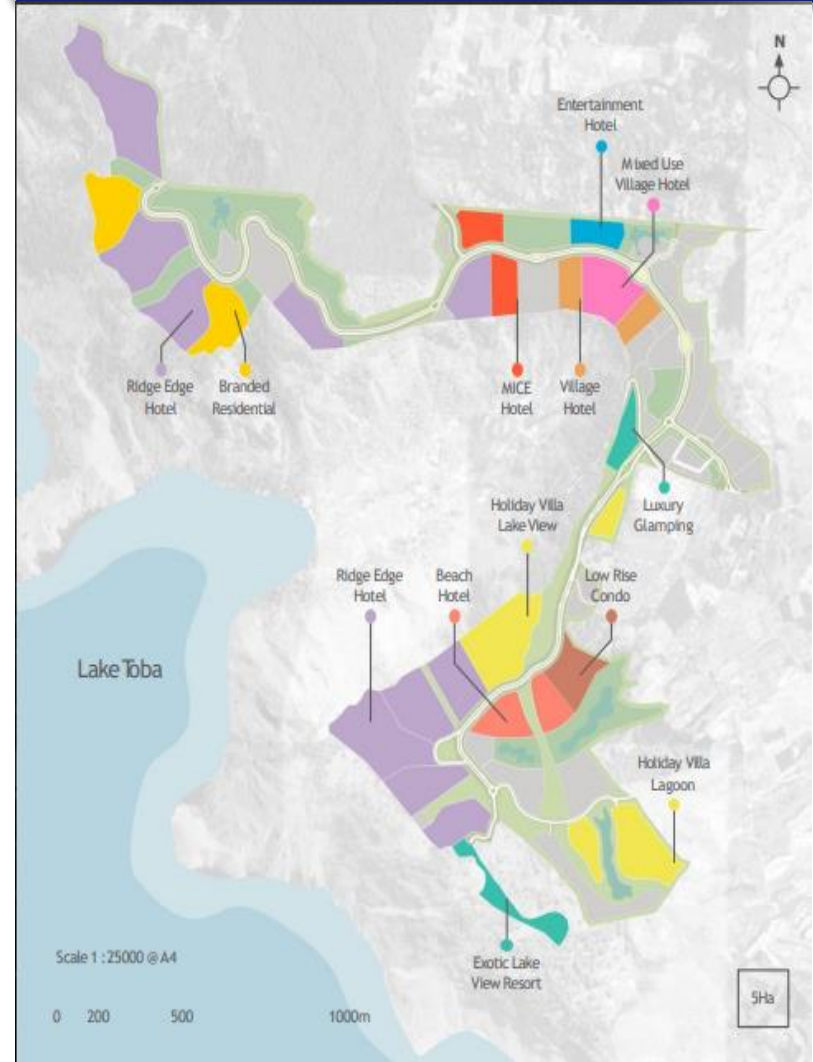 N
Entertainment
Hotel
Mixed Use
Village Hotel
Ridge Edge
Hotel
Branded
Residential
MICE
Hotel
Village
Hotel
Luxury
Glamping
Holiday Villa
Lake View
Ridge Edge
Hotel
Beach
Hotel
Low Rise
Condo
Lake Toba
Holiday Villa
Lagoon
Exotic Lake
View Resort
Scale 1 : 25000 @ A4
0 200 500 1000m
5Ha